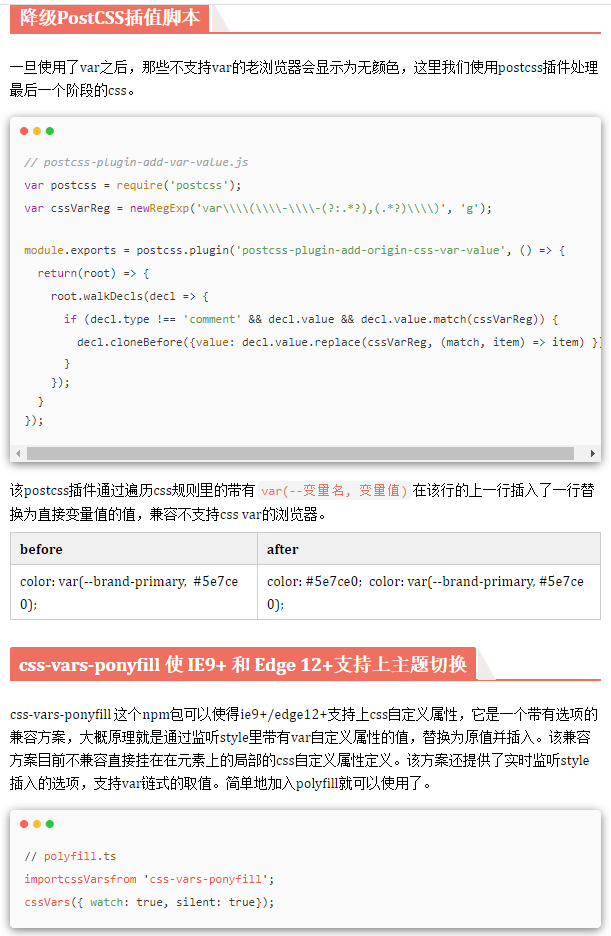 降级PostCSS插值脚本
一旦使用了var之后，那些不支持var的老浏览器会显示为无颜色，这里我们使用postcss插件处理
最后一个阶段的css。
// postcss-plugin-add-var-value.js
var postcss = require('postcss');
var cssVarReg = newRegExp('var\\\\(\\\\-\\\\-(?:.*?),(.*?)\\\\)', 'g');
module.exports = postcss.plugin('postcss-plugin-add-origin-css-var-value', () => {
  return(root) => {
    root.walkDecls(decl => {
      if (decl.type !== 'comment' && decl.value && decl.value.match(cssVarReg)) {
        decl.cloneBefore({value: decl.value.replace(cssVarReg, (match, item) => item) })
      }
    });
  }
});
该postcss插件通过遍历css规则里的带有 var(--变量名, 变量值) 在该行的上一行插入了一行替
换为直接变量值的值，兼容不支持css var的浏览器。
before after
color: var(--brand-primary, #5e7ce color: #5e7ce0; color: var(--brand-primary, #5e7ce
0); 0);
css-vars-ponyfill 使 IE9+ 和 Edge 12+支持上主题切换
css-vars-ponyfill 这个npm包可以使得ie9+/edge12+支持上css自定义属性，它是一个带有选项的
兼容方案，大概原理就是通过监听style里带有var自定义属性的值，替换为原值并插入。该兼容
方案目前不兼容直接挂在在元素上的局部的css自定义属性定义。该方案还提供了实时监听style
插入的选项，支持var链式的取值。简单地加入polyfill就可以使用了。
// polyfill.ts
importcssVarsfrom 'css-vars-ponyfill';
cssVars({ watch: true, silent: true});